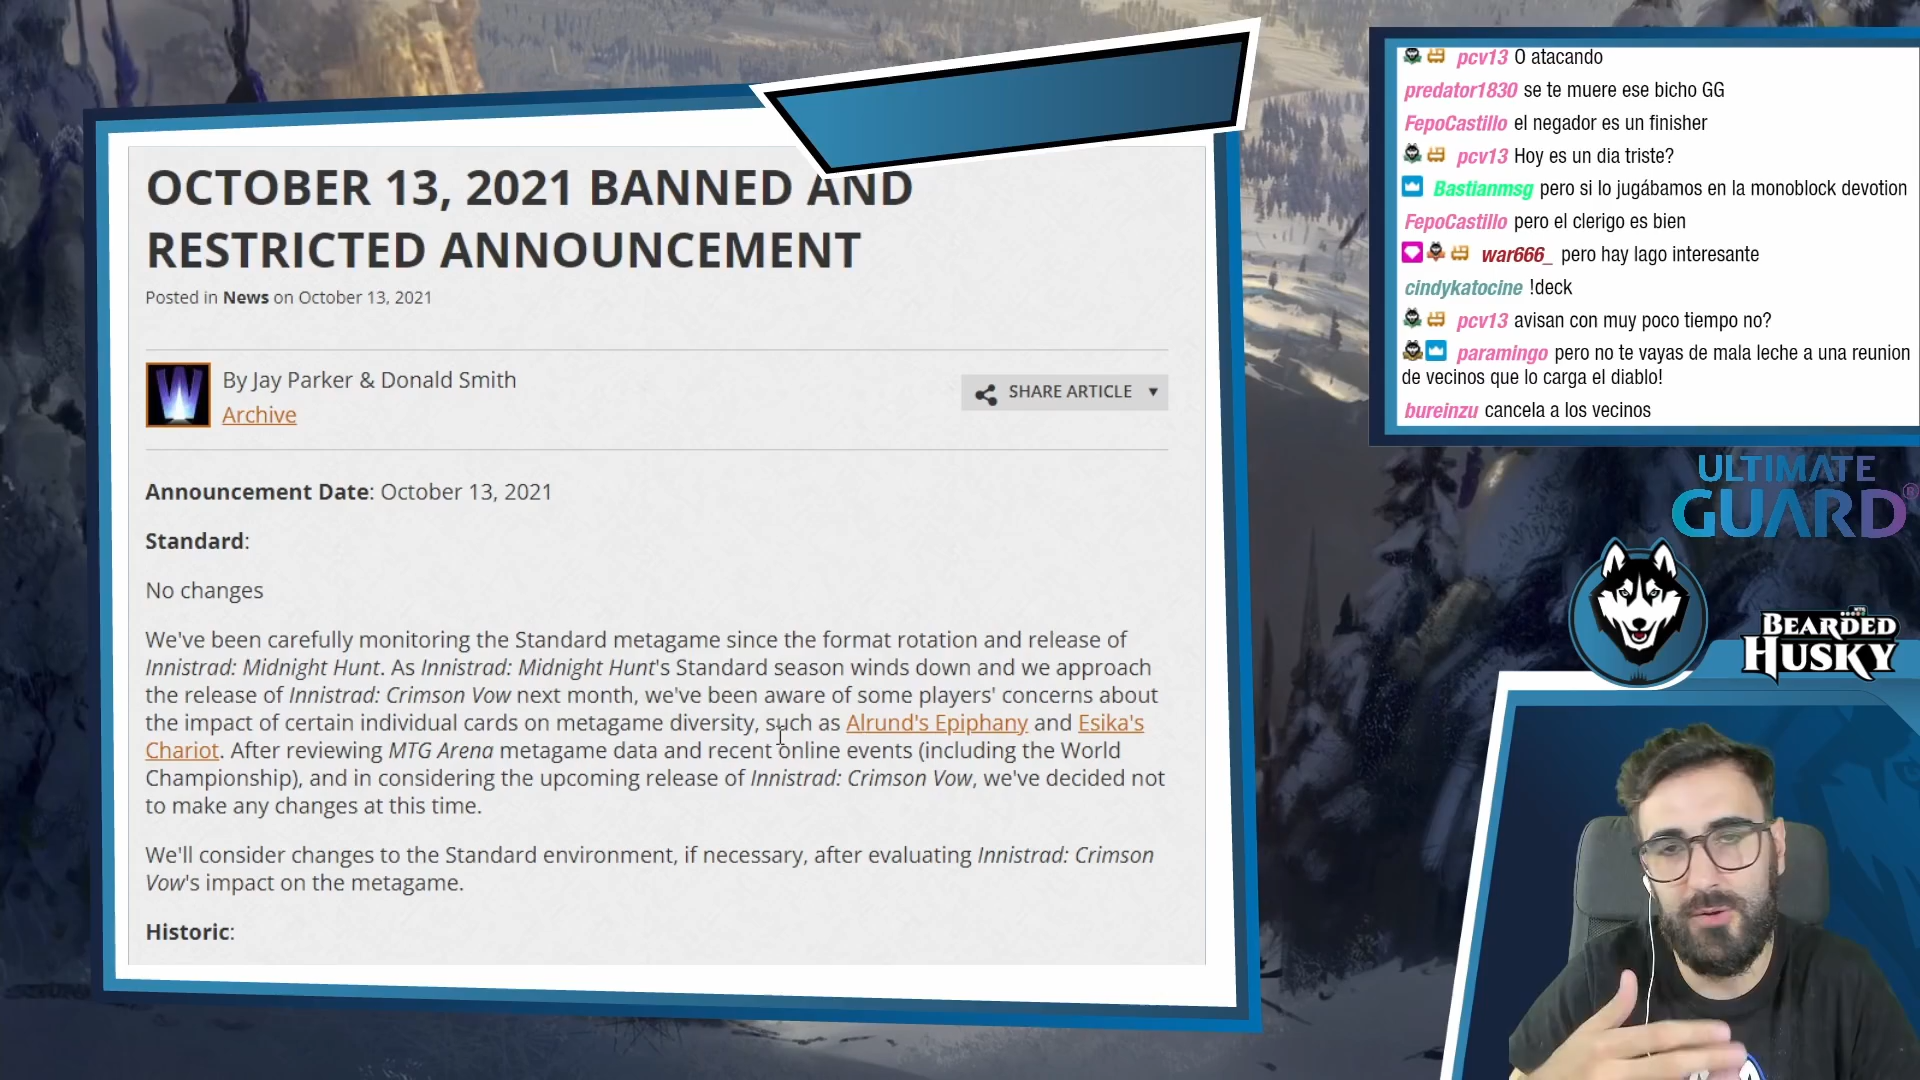 OCTOBER 13, 2021 BANNED AND
RESTRICTED ANNOUNCEMENT
Posted in News on October 13, 2021
By Jay Parker & Donald Smith
Archive
SHARE ARTICLE
Announcement Date: October 13, 2021
Standard:
No changes
We've been carefully monitoring the Standard metagame since the format rotation and release of
Innistrad: Midnight Hunt. As Innistrad: Midnight Hunt's Standard season winds down and we approach
the release of Innistrad: Crimson Vow next month, we've been aware of some players' concerns about
the impact of certain individual cards on metagame diversity, such as Alrund's Epiphany and Esika's
Chariot. After reviewing MTG Arena metagame data and recent online events (including the World
Championship), and in considering the upcoming release of Innistrad: Crimson Vow, we've decided not
to make any changes at this time.
We'll consider changes to the Standard environment, if necessary, after evaluating Innistrad: Crimson
Vow's impact on the metagame.
Historic:
pcv13 O atacando
predator1830 se te muere ese bicho GG
FepoCastillo el negador es un finisher
pcv13 Hoy es un dia triste?
Bastianmsg pero si lo jugábamos en la monoblock devotion
FepoCastillo pero el clerigo es bien
war666_ pero hay lago interesante
cindykatocine !deck
pcv13 avisan con muy poco tiempo no?
paramingo pero no te vayas de mala leche a una reunion
de vecinos que lo carga el diablo!
bureinzu cancela a los vecinos
ULTIMATE
GUARD®
BEARDED
HUSKY